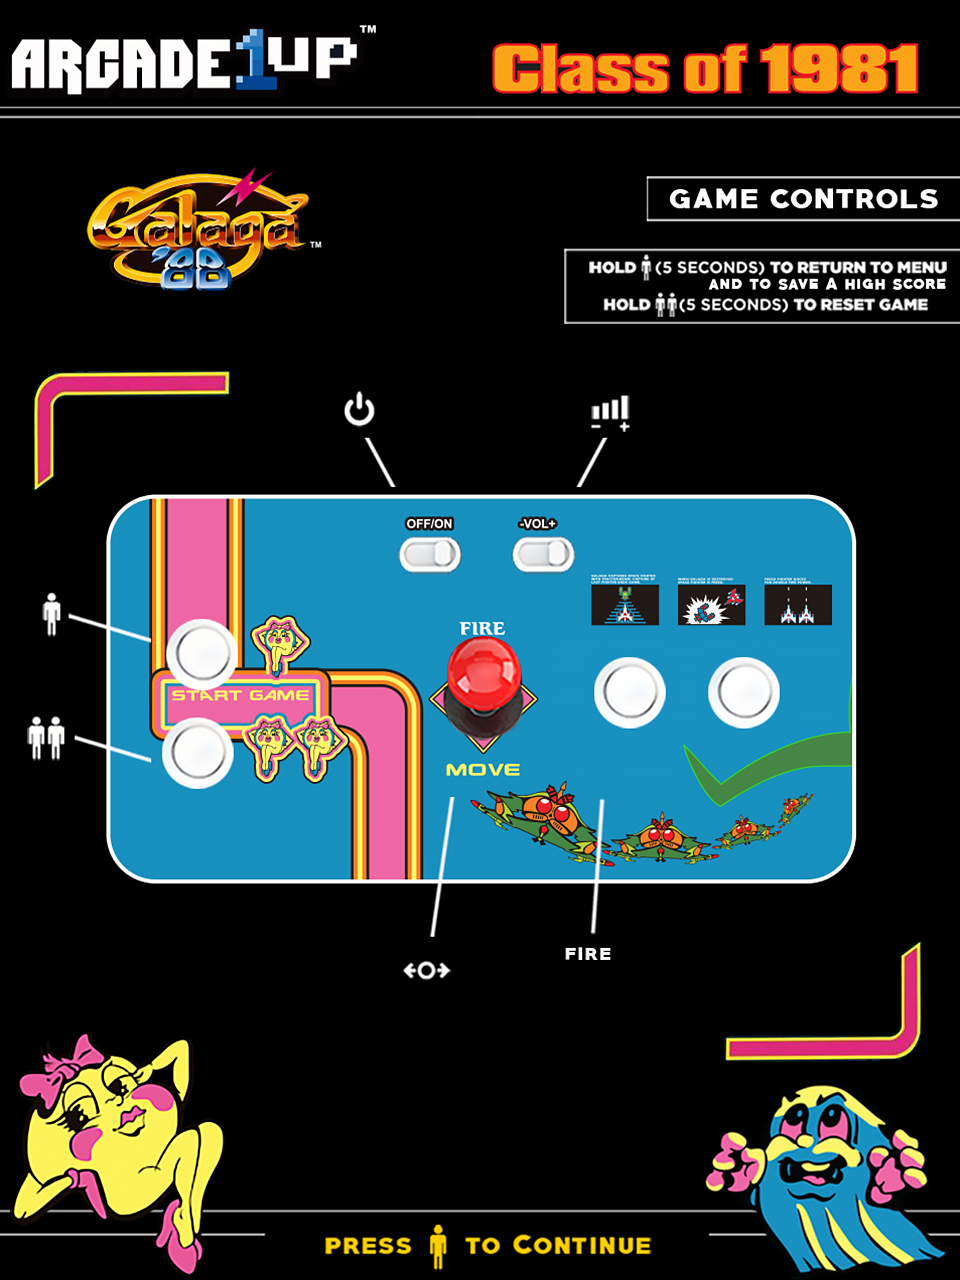 ARCADE1UP™
Class of 1981
Galaga
'88™
GAME CONTROLS
HOLD (5 SECONDS) TO RETURN TO MENU
AND TO SAVE A HIGH SCORE
HOLD (5 SECONDS) TO RESET GAME
OFF/ON
-VOL+
FIRE
START GAME
MOVE
FIRE
PRESS TO CONTINUE